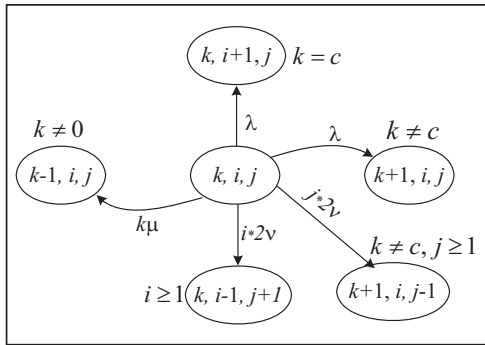 k, i+1, j k = c
λ
k ≠ 0
λ
k ≠ c
k-1, i, j
k, i, j
k+1, i, j
kμ
i*2ν
j*2ν
k ≠ c, j ≥ 1
i ≥ 1
k, i-1, j+1
k+1, i, j-1